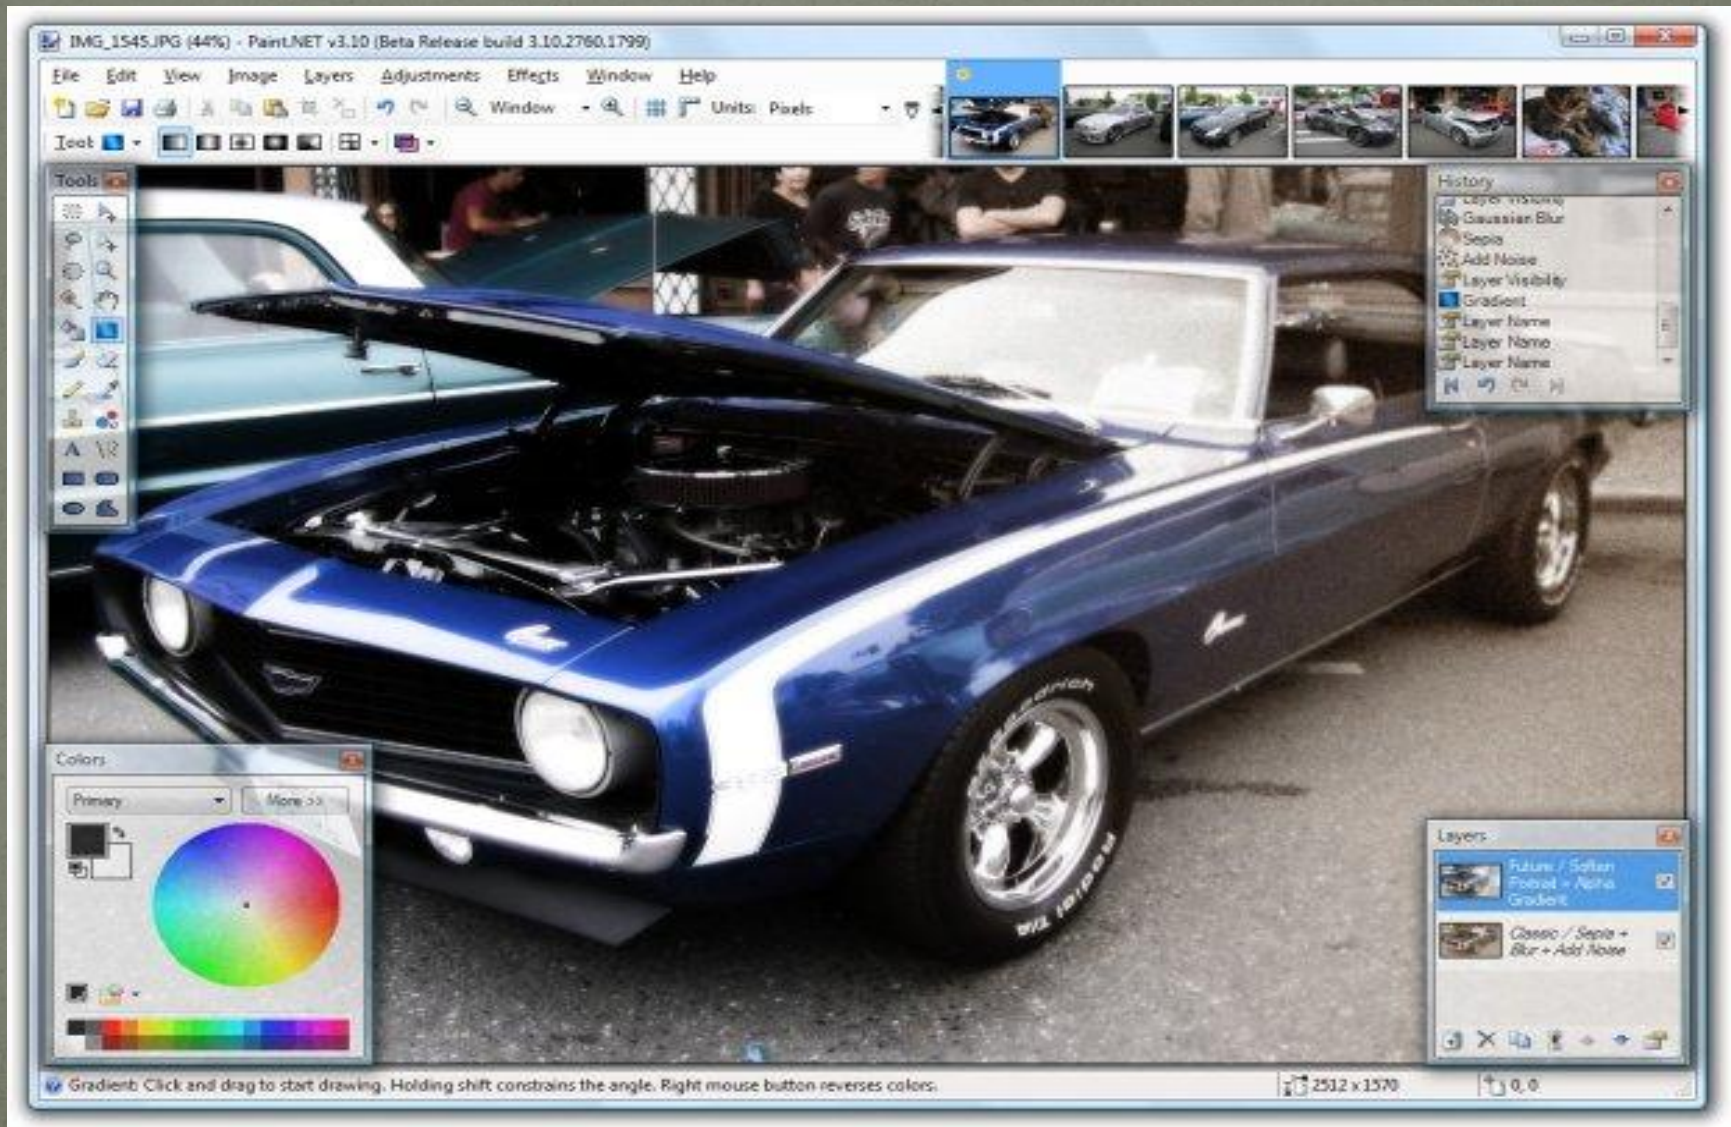 IMG_1545.JPG (44%) - Paint.NET v3.10 (Beta Release build 3.10.2760.1799)
File Edit View Image Layers Adjustments Effects Window Help
Window Units: Pixels
Tool:
Tools
History
Layer Visibility
Gaussian Blur
Sepia
Add Noise
Layer Visibility
Gradient
Layer Name
Layer Name
Layer Name
Radial T/A
Colors
Primary More >>
Layers
Future / Soften
Portrait + Alpha
Gradient
Classic / Sepia +
Blur + Add Noise
Gradient: Click and drag to start drawing. Holding shift constrains the angle. Right mouse button reverses colors.
2512 x 1570
0, 0